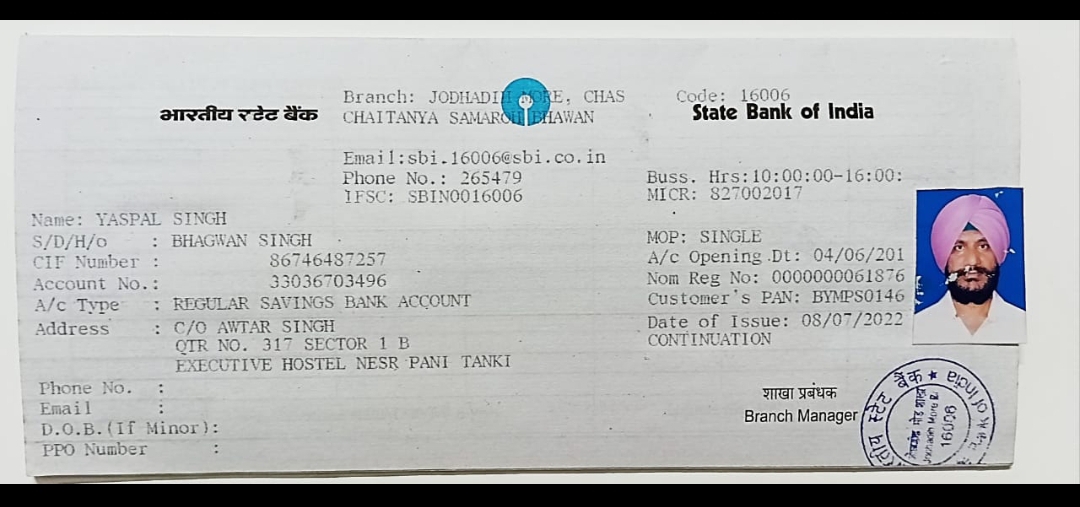 भारतीय स्टेट बैंक
Branch: JODHADIH MORE, CHAS
CHAITANYA SAMAROH BHAWAN
Code: 16006
State Bank of India
Email:sbi.16006@sbi.co.in
Phone No.: 265479
IFSC: SBIN0016006
Buss. Hrs:10:00:00-16:00:
MICR: 827002017
Name: YASPAL SINGH
S/D/H/o : BHAGWAN SINGH
CIF Number : 86746487257
Account No.: 33036703496
A/c Type : REGULAR SAVINGS BANK ACCOUNT
Address : C/O AWTAR SINGH
QTR NO. 317 SECTOR 1 B
EXECUTIVE HOSTEL NESR PANI TANKI
Phone No. :
Email :
D.O.B.(If Minor):
PPO Number :
MOP: SINGLE
A/c Opening Dt: 04/06/201
Nom Reg No: 0000000061876
Customer's PAN: BYMPS0146
Date of Issue: 08/07/2022
CONTINUATION
शाखा प्रबंधक
Branch Manager
स्टेट बैंक ★ of India
16006